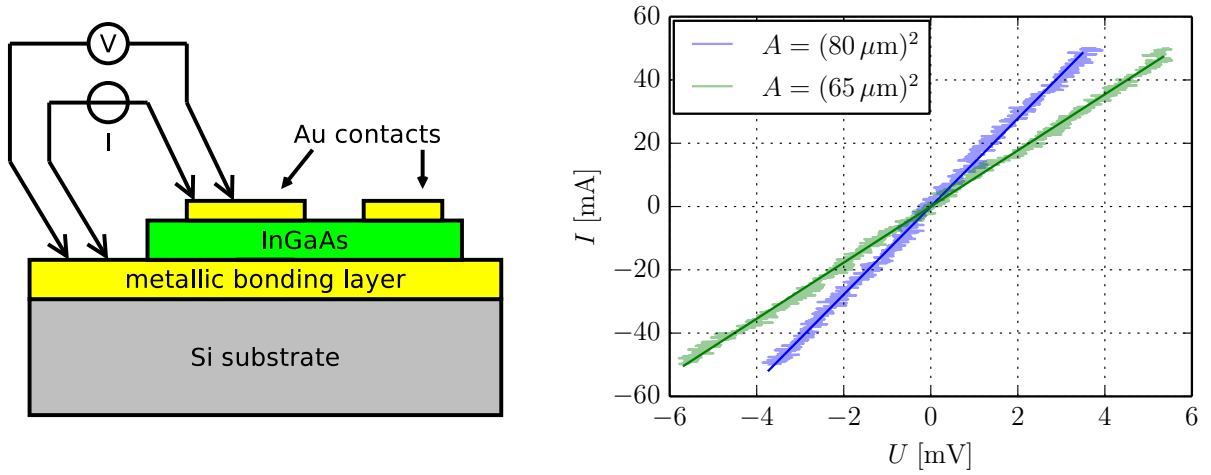 V
I
Au contacts
InGaAs
metallic bonding layer
Si substrate
A = (80 μm)²
A = (65 μm)²
I [mA]
60
40
20
0
−20
−40
−60
−6
−4
−2
0
2
4
6
U [mV]